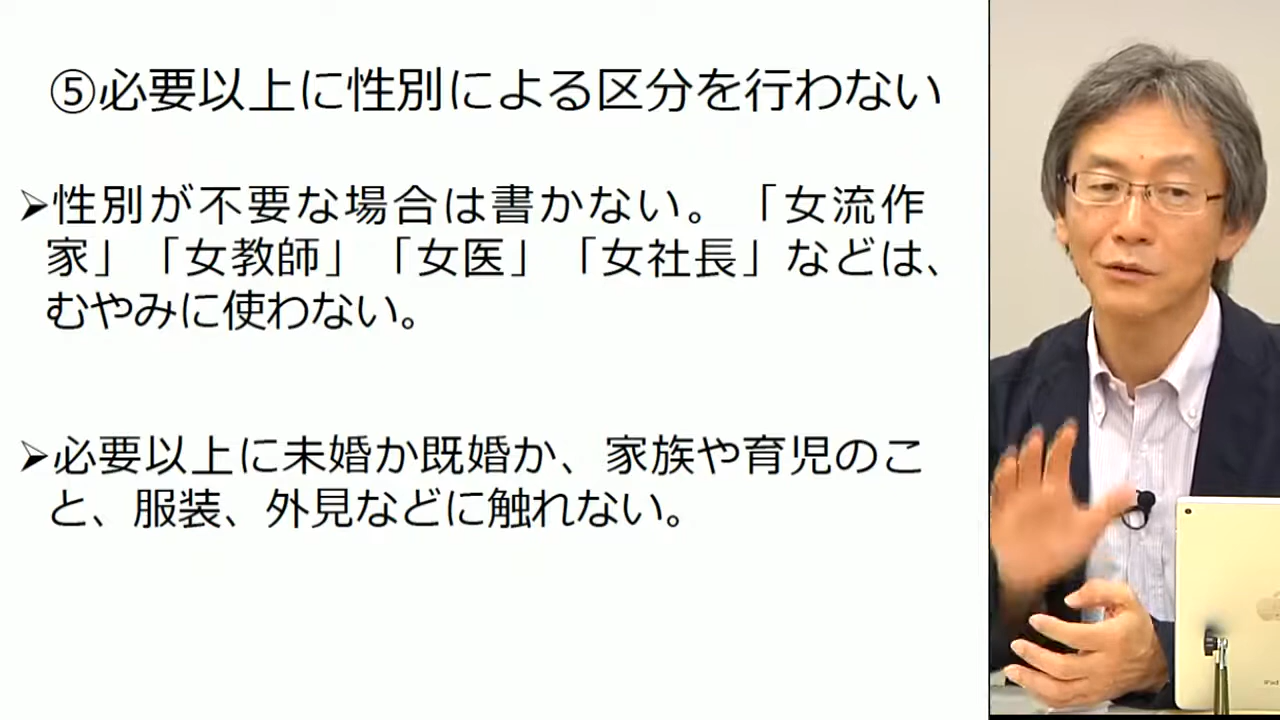 ⑤必要以上に性別による区分を行わない
➢性別が不要な場合は書かない。「女流作
家」「女教師」「女医」「女社長」などは、
むやみに使わない。
➢必要以上に未婚か既婚か、家族や育児のこ
と、服装、外見などに触れない。
iPad